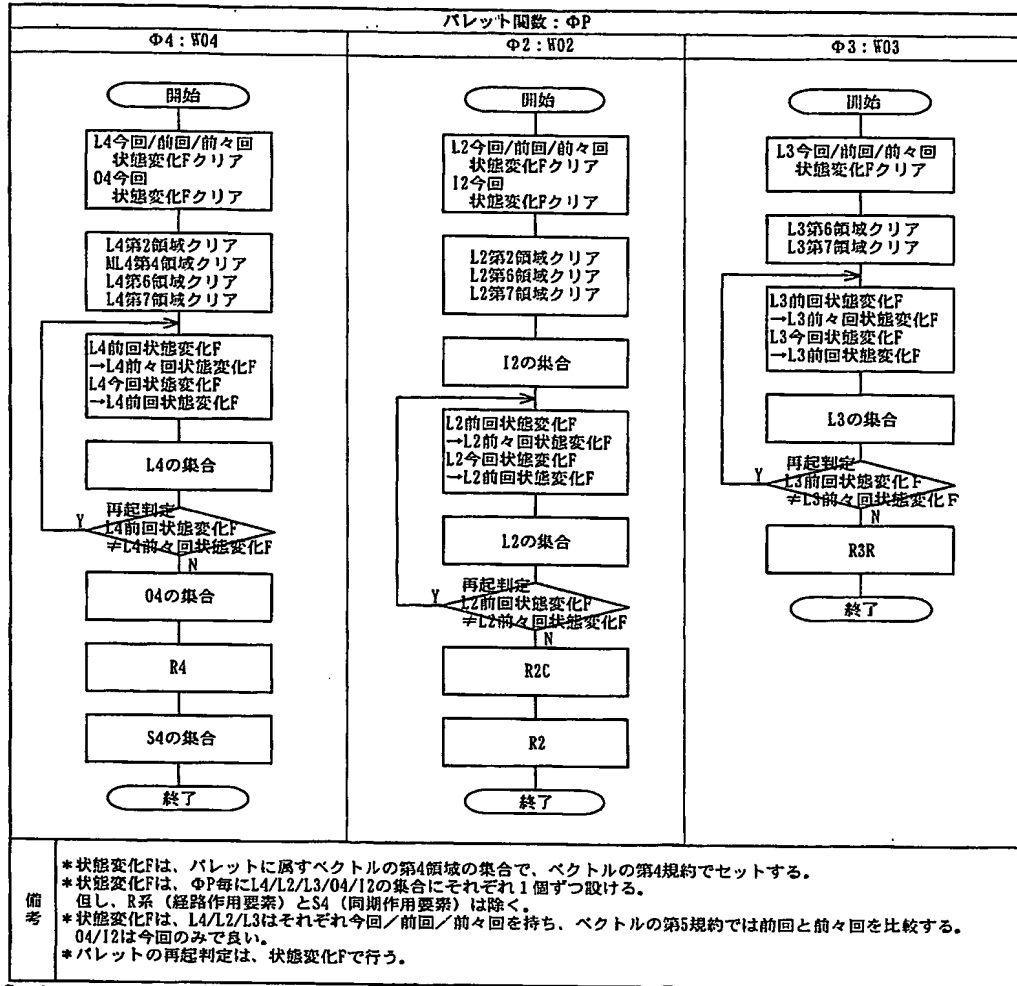 パレット関数：ΦP
Φ4：W04
開始
L4今回/前回/前々回
状態変化Fクリア
O4今回
状態変化Fクリア
L4第2領域クリア
ML4第4領域クリア
L4第6領域クリア
L4第7領域クリア
L4前回状態変化F
→L4前々回状態変化F
L4今回状態変化F
→L4前回状態変化F
L4の集合
再起判定
L4前回状態変化F
≠L4前々回状態変化F
Y
N
O4の集合
R4
S4の集合
終了
Φ2：W02
開始
L2今回/前回/前々回
状態変化Fクリア
I2今回
状態変化Fクリア
L2第2領域クリア
L2第6領域クリア
L2第7領域クリア
I2の集合
L2前回状態変化F
→L2前々回状態変化F
L2今回状態変化F
→L2前回状態変化F
L2の集合
再起判定
L2前回状態変化F
≠L2前々回状態変化F
Y
N
R2C
R2
終了
Φ3：W03
開始
L3今回/前回/前々回
状態変化Fクリア
L3第6領域クリア
L3第7領域クリア
L3前回状態変化F
→L3前々回状態変化F
L3今回状態変化F
→L3前回状態変化F
L3の集合
再起判定
L3前回状態変化F
≠L3前々回状態変化F
Y
N
R3R
終了
備考
*状態変化Fは、パレットに属すベクトルの第4領域の集合で、ベクトルの第4規約でセットする。
*状態変化Fは、ΦP毎にL4/L2/L3/O4/I2の集合にそれぞれ1個ずつ設ける。
但し、R系（経路作用要素）とS4（同期作用要素）は除く。
*状態変化Fは、L4/L2/L3はそれぞれ今回／前回／前々回を持ち、ベクトルの第5規約では前回と前々回を比較する。
O4/I2は今回のみで良い。
*パレットの再起判定は、状態変化Fで行う。